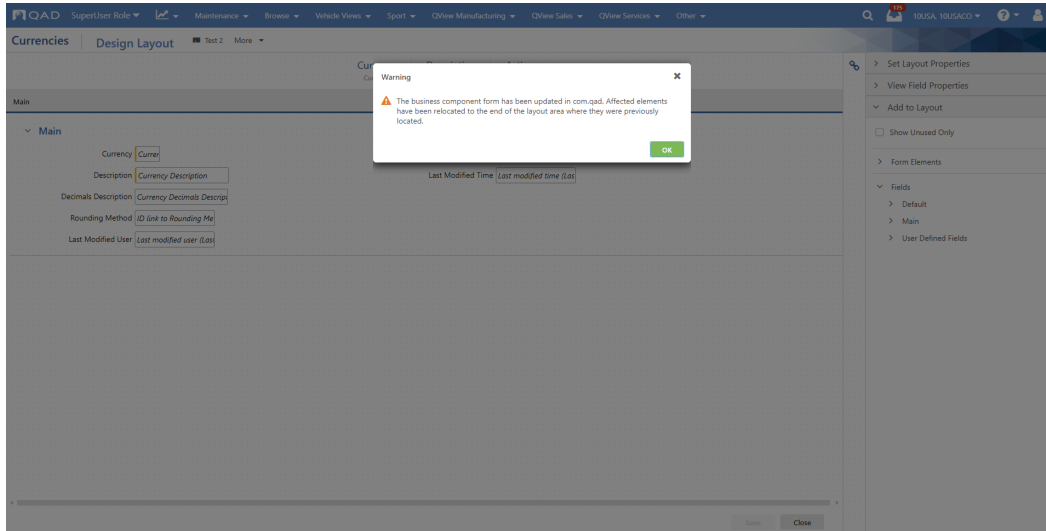 QAD SuperUser Role Maintenance Browse Vehicle Views Sport QView Manufacturing QView Sales QView Services Other 175 10USA, 10USACO
Currencies Design Layout Test 2 More
Set Layout Properties
View Field Properties
Add to Layout
Show Unused Only
Form Elements
Fields
Default
Main
User Defined Fields
Warning
The business component form has been updated in com.qad. Affected elements
have been relocated to the end of the layout area where they were previously
located.
OK
Main
Main
Currency Currer
Description Currency Description
Last Modified Time Last modified time (Las
Decimals Description Currency Decimals Descrip
Rounding Method ID link to Rounding Me
Last Modified User Last modified user (Last
Save Close